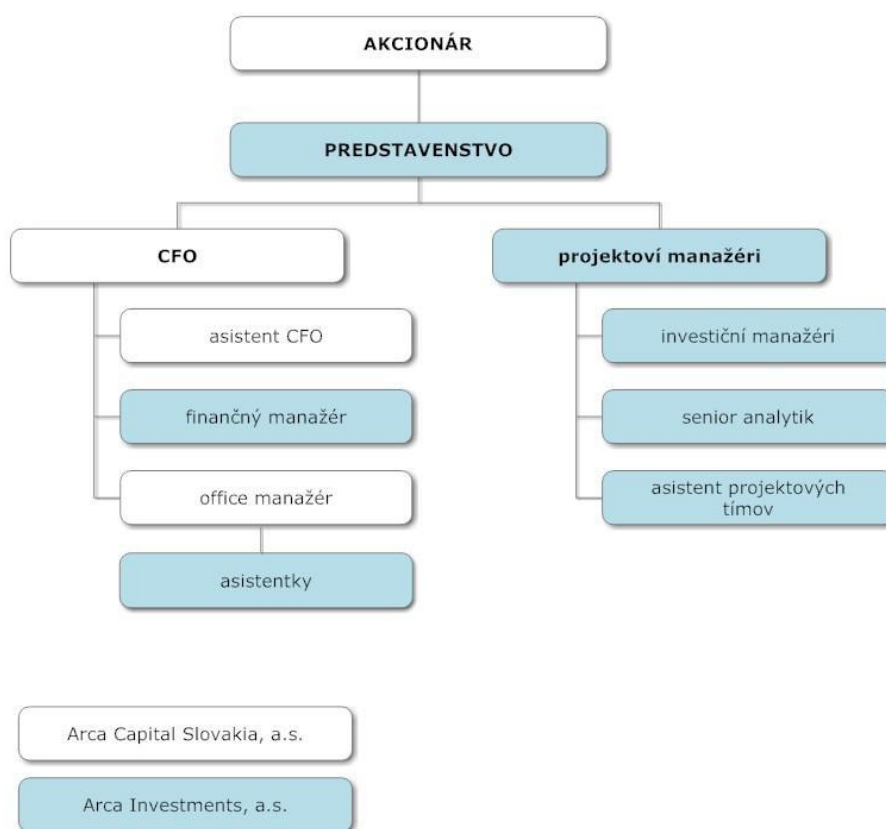 AKCIONÁR
PREDSTAVENSTVO
CFO
projektoví manažéri
asistent CFO
investiční manažéri
finančný manažér
senior analytik
office manažér
asistent projektových
tímov
asistentky
Arca Capital Slovakia, a.s.
Arca Investments, a.s.